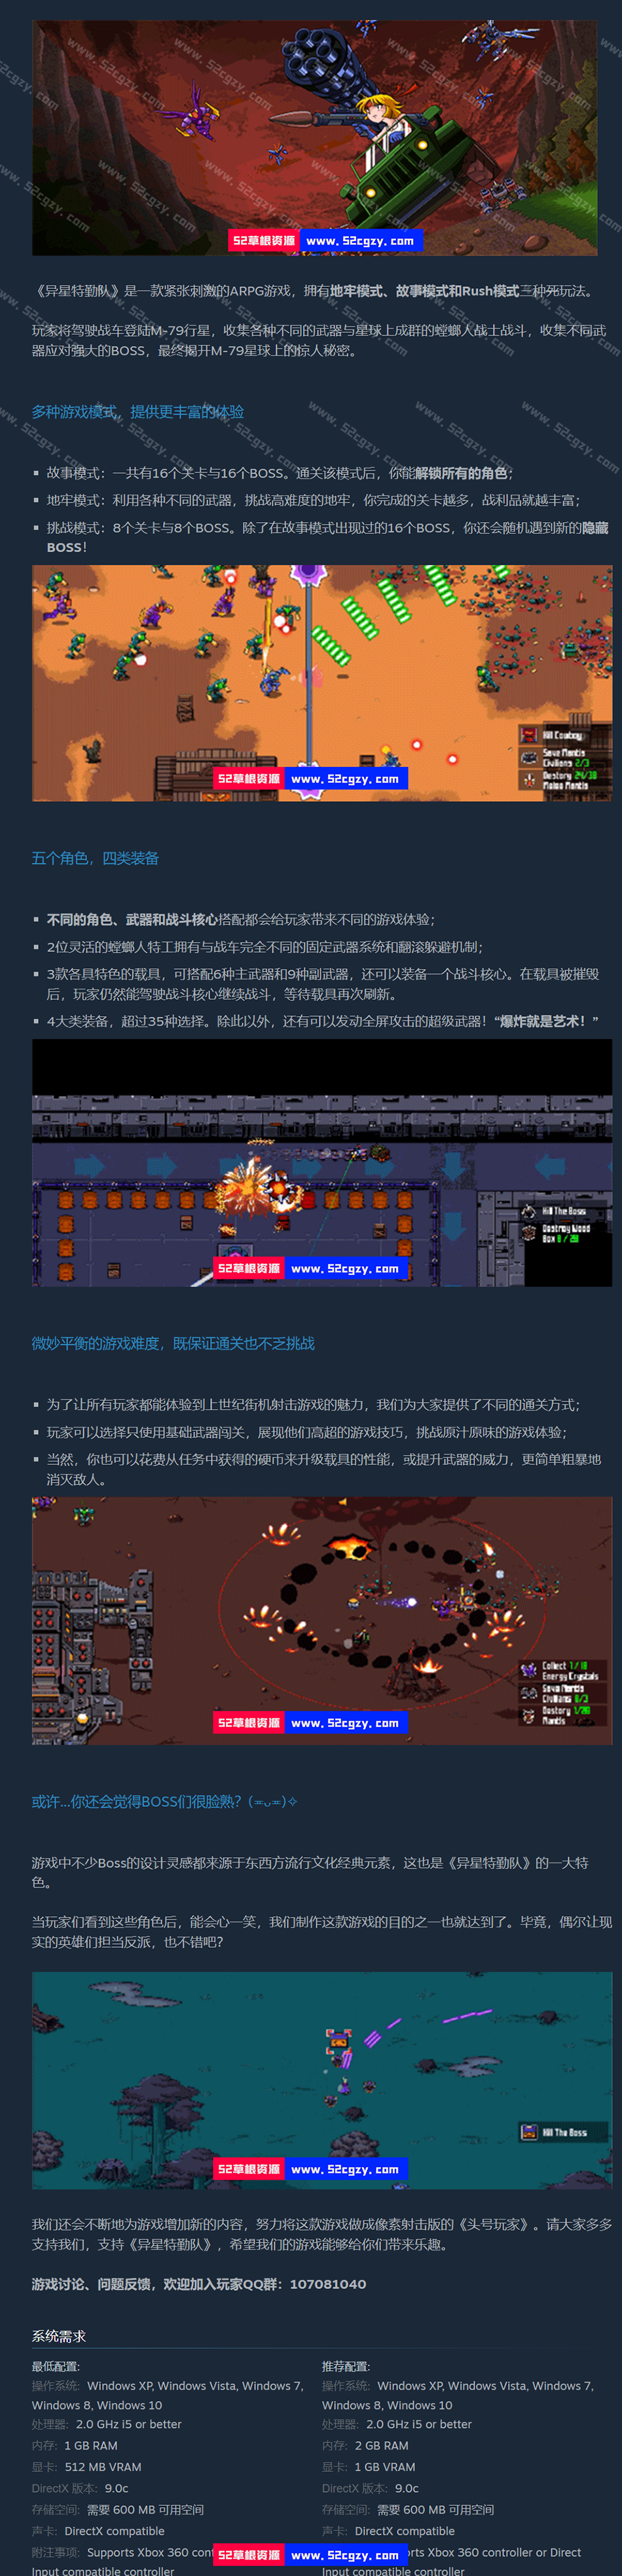 52草根资源 www.52cgzy.com
《异星特勤队》是一款紧张刺激的ARPG游戏，拥有地牢模式、故事模式和Rush模式三种死玩法。
玩家将驾驶战车登陆M-79行星，收集各种不同的武器与星球上成群的螳螂人战士战斗，收集不同武
器应对强大的BOSS，最终揭开M-79星球上的惊人秘密。
多种游戏模式，提供更丰富的体验
故事模式：一共有16个关卡与16个BOSS。通关该模式后，你能解锁所有的角色；
地牢模式：利用各种不同的武器，挑战高难度的地牢，你完成的关卡越多，战利品就越丰富；
挑战模式：8个关卡与8个BOSS。除了在故事模式出现过的16个BOSS，你还会随机遇到新的隐藏
BOSS！
Kill Cowboy
Save Mantis
Civilians 2/3
Destory 24/30
Makee Mantis
52草根资源 www.52cgzy.com
五个角色，四类装备
不同的角色、武器和战斗核心搭配都会给玩家带来不同的游戏体验；
2位灵活的螳螂人特工拥有与战车完全不同的固定武器系统和翻滚躲避机制；
3款各具特色的载具，可搭配6种主武器和9种副武器，还可以装备一个战斗核心。在载具被摧毁
后，玩家仍然能驾驶战斗核心继续战斗，等待载具再次刷新。
4大类装备，超过35种选择。除此以外，还有可以发动全屏攻击的超级武器！“爆炸就是艺术！”
Kill The Boss
Destroy Wood
Box 0 / 20
52草根资源 www.52cgzy.com
微妙平衡的游戏难度，既保证通关也不乏挑战
为了让所有玩家都能体验到上世纪街机射击游戏的魅力，我们为大家提供了不同的通关方式；
玩家可以选择只使用基础武器闯关，展现他们高超的游戏技巧，挑战原汁原味的游戏体验；
当然，你也可以花费从任务中获得的硬币来升级载具的性能，或提升武器的威力，更简单粗暴地
消灭敌人。
Collect 1/10
Energy Crystals
Save Mantis
Civilians 0/3
Destory 1/20
Mantis
52草根资源 www.52cgzy.com
或许...你还会觉得BOSS们很脸熟？(≖ᴗ≖)✧
游戏中不少Boss的设计灵感都来源于东西方流行文化经典元素，这也是《异星特勤队》的一大特
色。
当玩家们看到这些角色后，能会心一笑，我们制作这款游戏的目的之一也就达到了。毕竟，偶尔让现
实的英雄们担当反派，也不错吧？
Kill The Boss
52草根资源 www.52cgzy.com
我们还会不断地为游戏增加新的内容，努力将这款游戏做成像素射击版的《头号玩家》。请大家多多
支持我们，支持《异星特勤队》，希望我们的游戏能够给你们带来乐趣。
游戏讨论、问题反馈，欢迎加入玩家QQ群：107081040
系统需求
最低配置:
操作系统: Windows XP, Windows Vista, Windows 7,
Windows 8, Windows 10
处理器: 2.0 GHz i5 or better
内存: 1 GB RAM
显卡: 512 MB VRAM
DirectX 版本: 9.0c
存储空间: 需要 600 MB 可用空间
声卡: DirectX compatible
附注事项: Supports Xbox 360 cont
Input compatible controller
推荐配置:
操作系统: Windows XP, Windows Vista, Windows 7,
Windows 8, Windows 10
处理器: 2.0 GHz i5 or better
内存: 2 GB RAM
显卡: 1 GB VRAM
DirectX 版本: 9.0c
存储空间: 需要 600 MB 可用空间
声卡: DirectX compatible
rts Xbox 360 controller or Direct
Input compatible controller
52草根资源 www.52cgzy.com